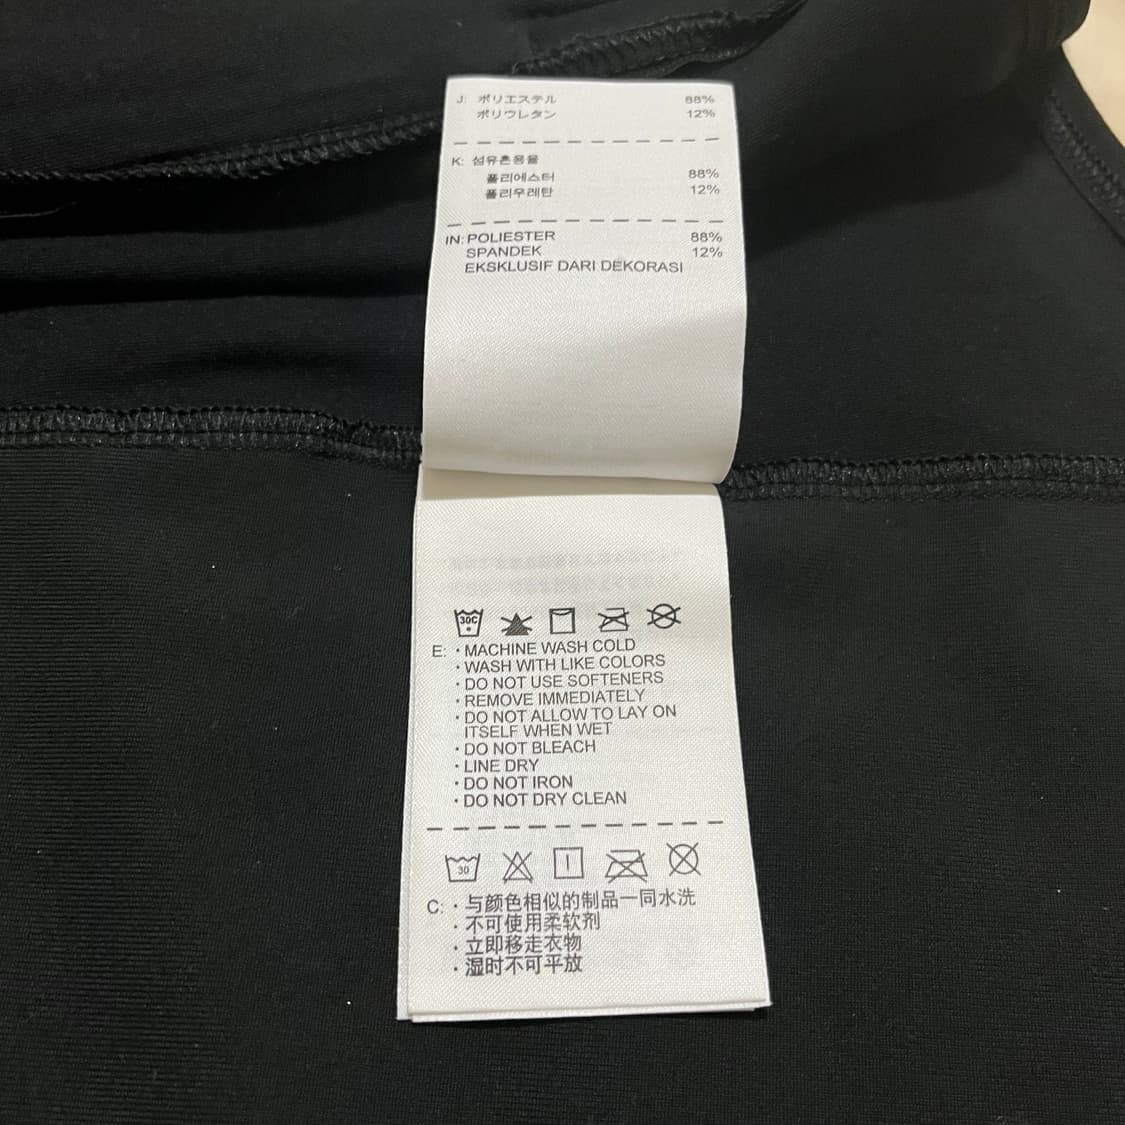 J: ポリエステル 88%
ポリウレタン 12%
K: 섬유혼용율
폴리에스터 88%
폴리우레탄 12%
IN: POLIESTER 88%
SPANDEK 12%
EKSKLUSIF DARI DEKORASI
30C
E: · MACHINE WASH COLD
· WASH WITH LIKE COLORS
· DO NOT USE SOFTENERS
· REMOVE IMMEDIATELY
· DO NOT ALLOW TO LAY ON
ITSELF WHEN WET
· DO NOT BLEACH
· LINE DRY
· DO NOT IRON
· DO NOT DRY CLEAN
30
C: · 与颜色相似的制品一同水洗
· 不可使用柔软剂
· 立即移走衣物
· 湿时不可平放